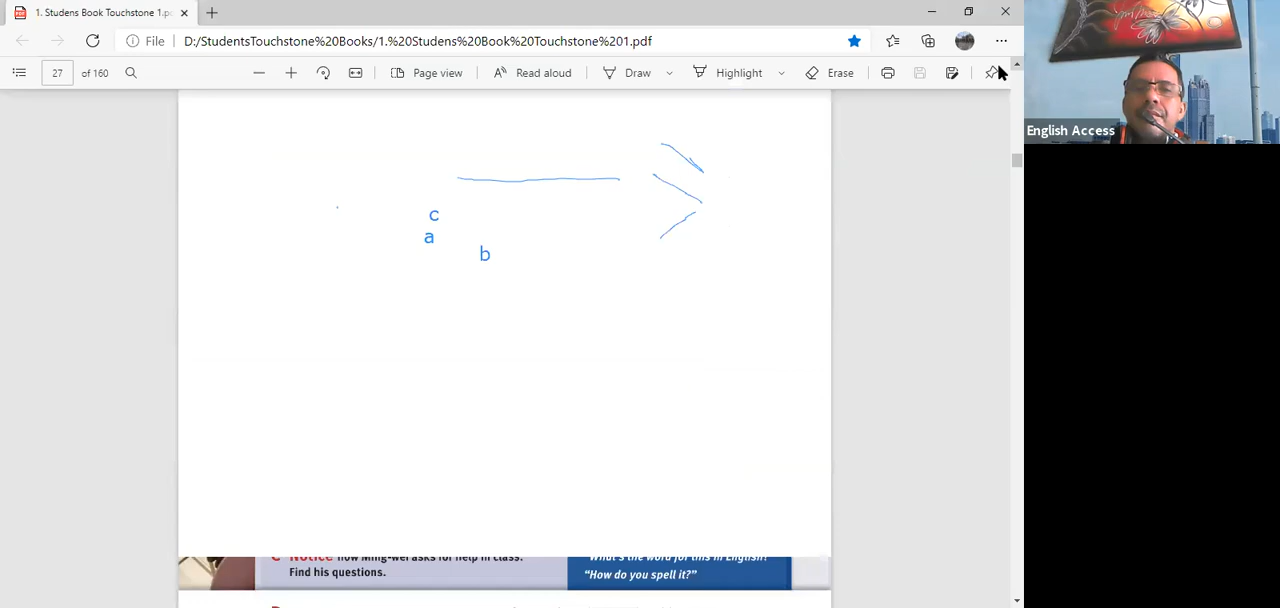 1. Studens Book Touchstone 1.p
File
D:/StudentsTouchstone%20Books/1.%20Studens%20Book%20Touchstone%201.pdf
27
of 160
Page view
Read aloud
Draw
Highlight
Erase
English Access
c
a
b
Notice how Ming-wei asks for help in class.
Find his questions.
"What's the word for this in English?"
"How do you spell it?"